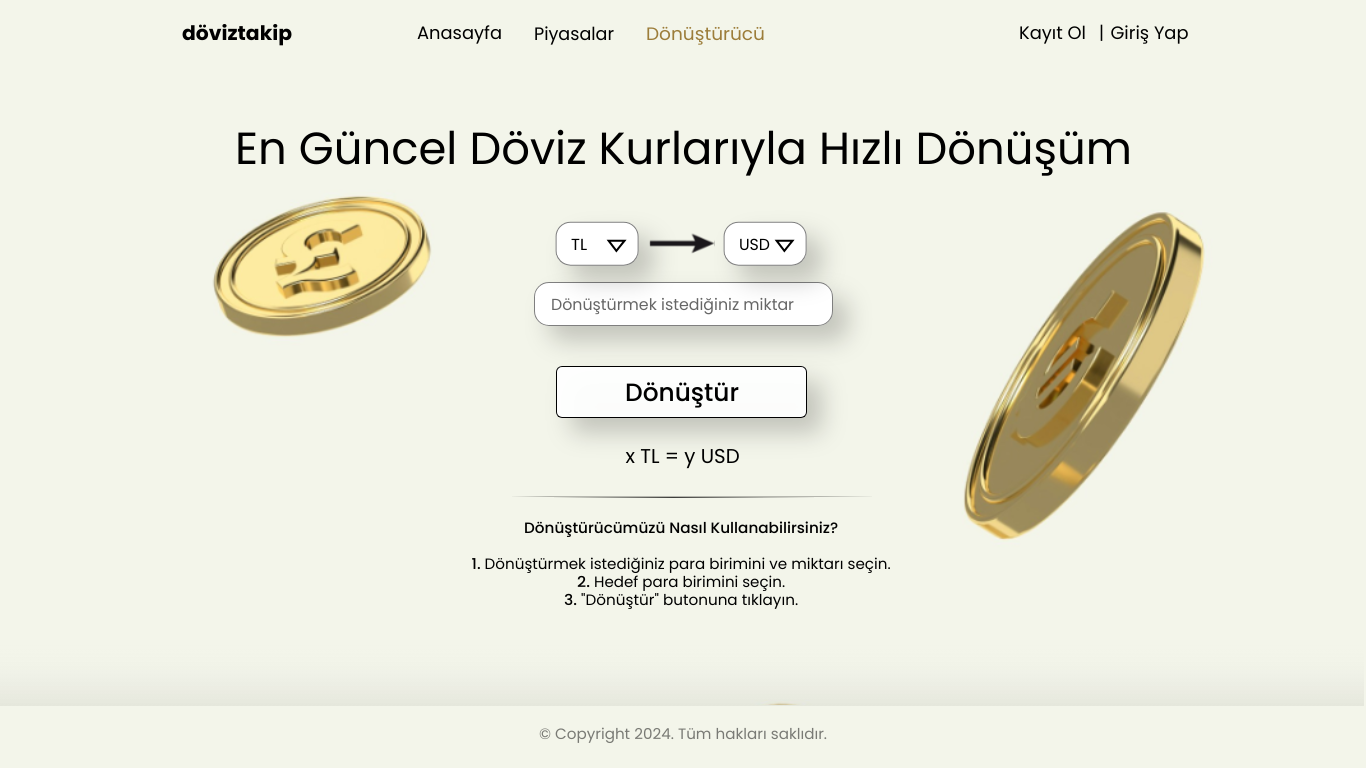 döviztakip
Anasayfa Piyasalar Dönüştürücü
Kayıt Ol | Giriş Yap
En Güncel Döviz Kurlarıyla Hızlı Dönüşüm
TL USD
Dönüştürmek istediğiniz miktar
Dönüştür
x TL = y USD
Dönüştürücümüzü Nasıl Kullanabilirsiniz?
1. Dönüştürmek istediğiniz para birimini ve miktarı seçin.
2. Hedef para birimini seçin.
3. "Dönüştür" butonuna tıklayın.
© Copyright 2024. Tüm hakları saklıdır.